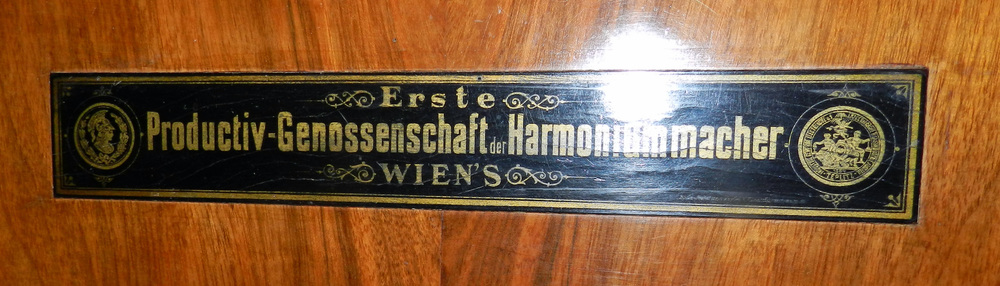 Erste
Productiv-Genossenschaft der Harmoniummacher
WIEN'S